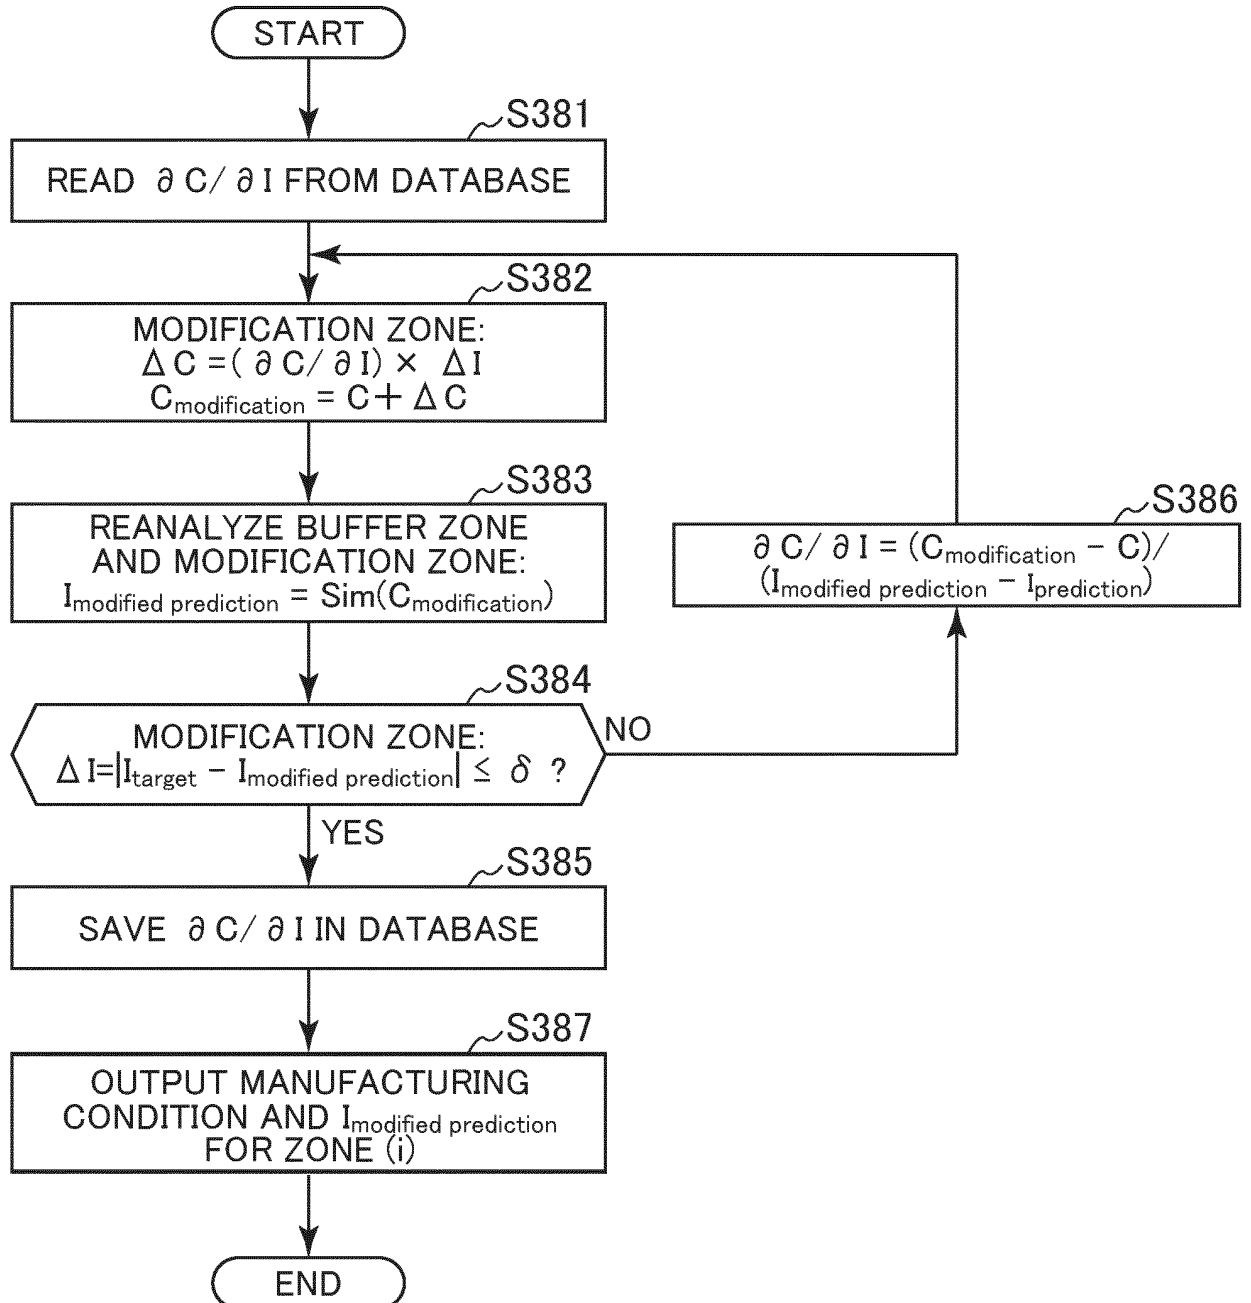 START
S381
READ ∂C/∂I FROM DATABASE
S382
MODIFICATION ZONE:
ΔC=(∂C/∂I)× ΔI
Cmodification = C+ΔC
S383
REANALYZE BUFFER ZONE
AND MODIFICATION ZONE:
Imodified prediction = Sim(Cmodification)
S384
MODIFICATION ZONE:
ΔI=|Itarget − Imodified prediction| ≤ δ ?
NO
S386
∂C/∂I = (Cmodification − C)/
(Imodified prediction − Iprediction)
YES
S385
SAVE ∂C/∂I IN DATABASE
S387
OUTPUT MANUFACTURING
CONDITION AND Imodified prediction
FOR ZONE (i)
END